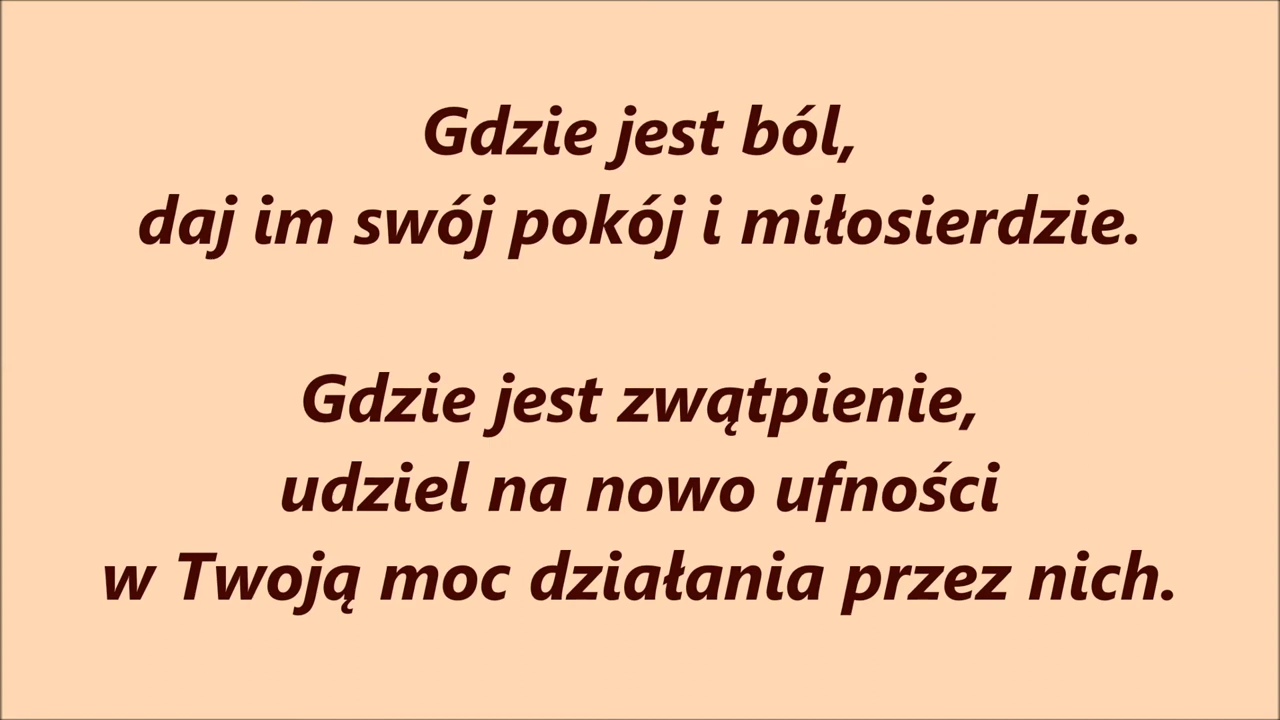 Gdzie jest ból,
daj im swój pokój i miłosierdzie.
Gdzie jest zwątpienie,
udziel na nowo ufności
w Twoją moc działania przez nich.